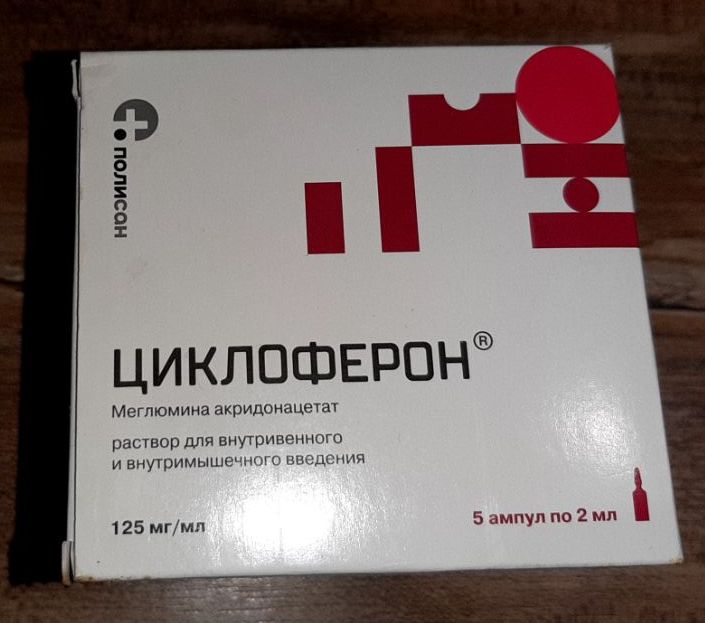 полисан
ЦИКЛОФЕРОН®
Меглюмина акридонацетат
раствор для внутривенного
и внутримышечного введения
125 мг/мл
5 ампул по 2 мл